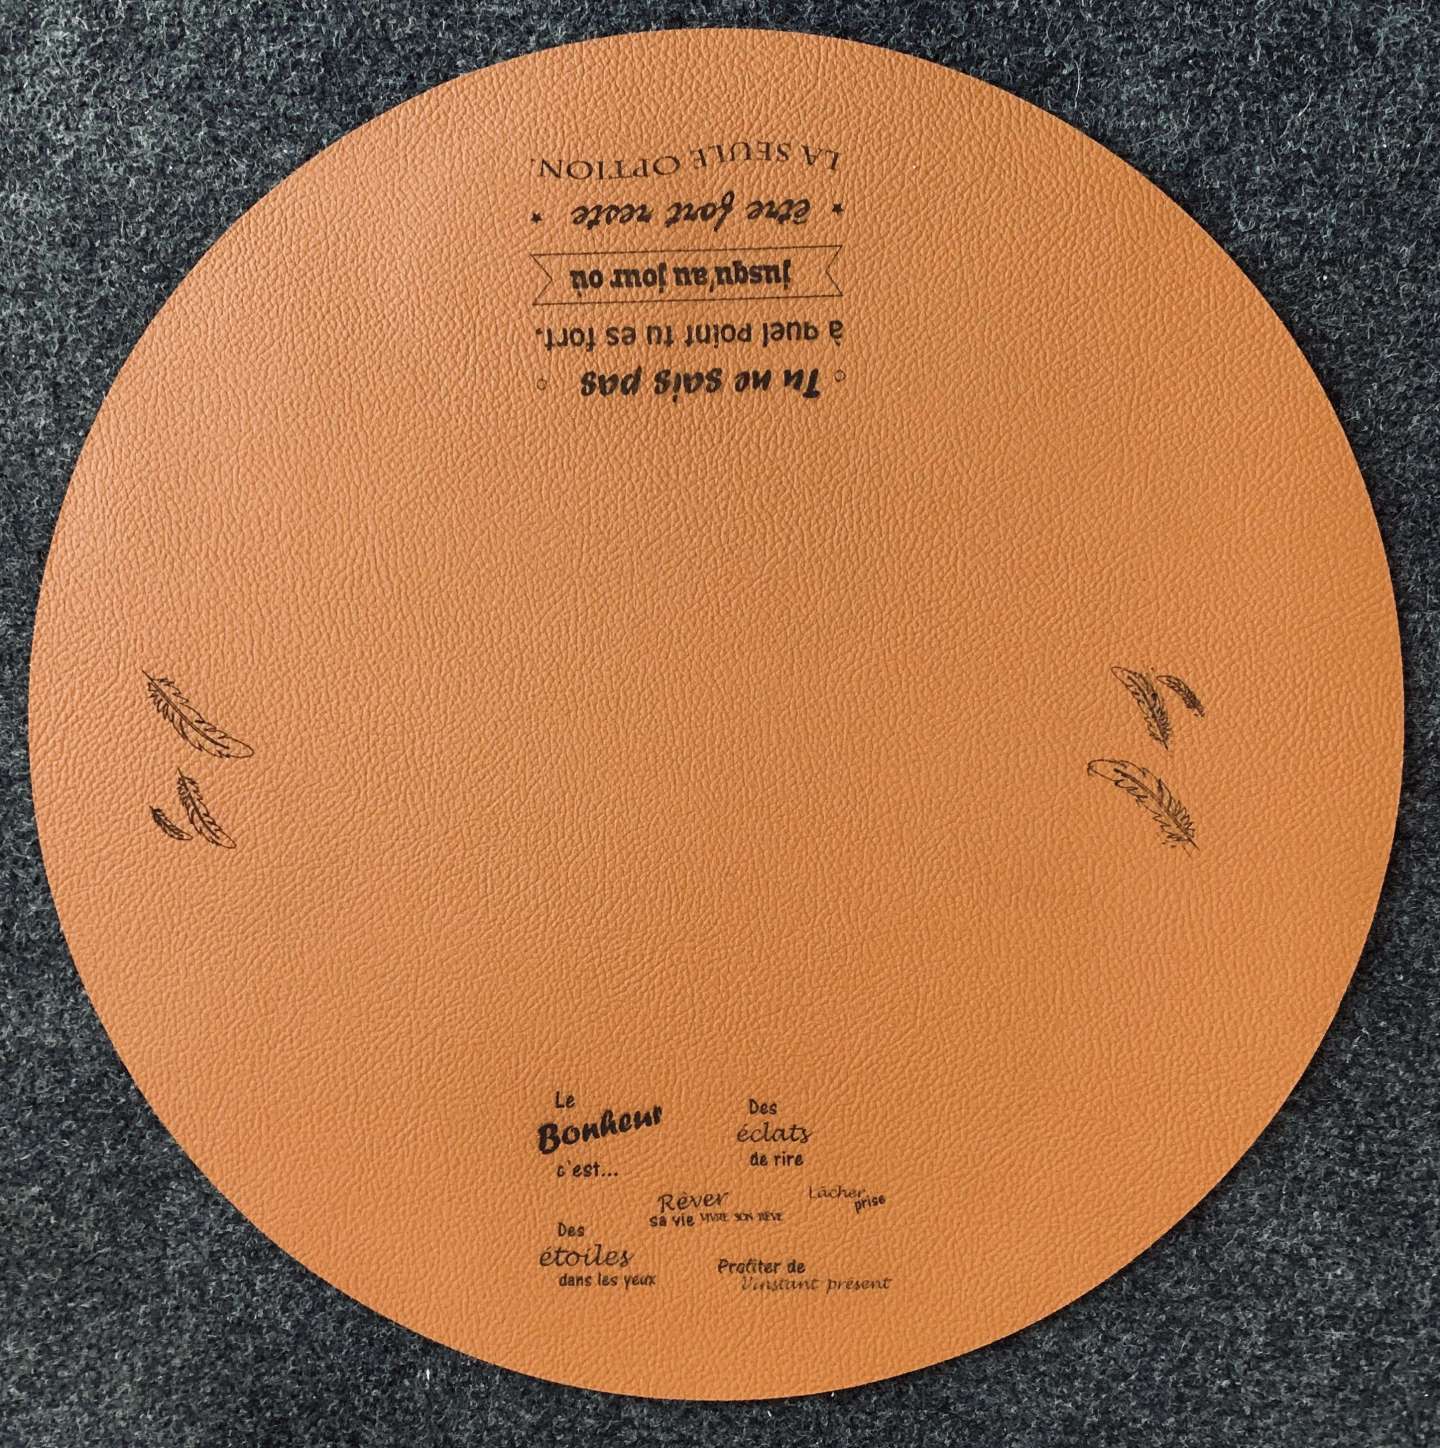 Tu ne sais pas
à quel point tu es fort,
jusqu'au jour où
être fort reste
LA SEULE OPTION.
Le
Bonheur
c'est...
Des
éclats
de rire
Rêver
sa vie VIVRE SON RÊVE
Lâcher
prise
Des
étoiles
dans les yeux
Profiter de
l'instant présent